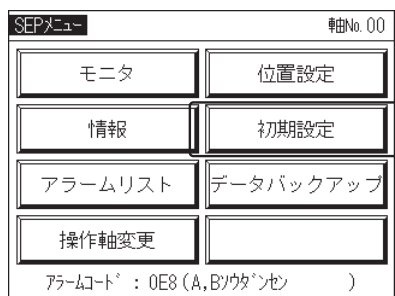 SEPﾒﾆｭｰ 軸No. 00
モニタ 位置設定
情報 初期設定
アラームリスト データバックアップ
操作軸変更
ｱﾗｰﾑｺｰﾄﾞ : 0E8 (A,Bｿｳﾀﾞﾝｾﾝ )